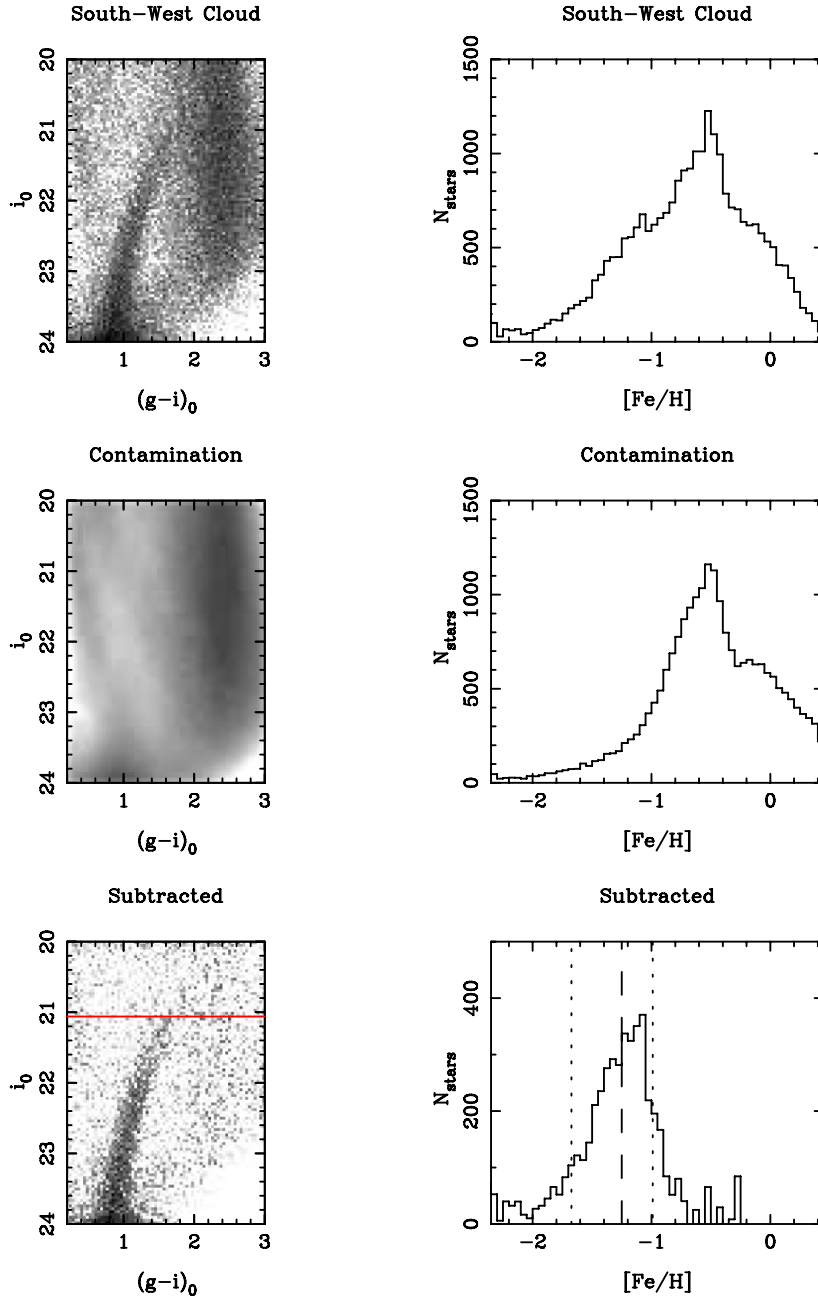 South-West Cloud
20
21
22
23
24
i0
1 2 3
(g-i)0
South-West Cloud
1500
1000
500
0
Nstars
-2 -1 0
[Fe/H]
Contamination
20
21
22
23
24
i0
1 2 3
(g-i)0
Contamination
1500
1000
500
0
Nstars
-2 -1 0
[Fe/H]
Subtracted
20
21
22
23
24
i0
1 2 3
(g-i)0
Subtracted
400
200
0
Nstars
-2 -1 0
[Fe/H]